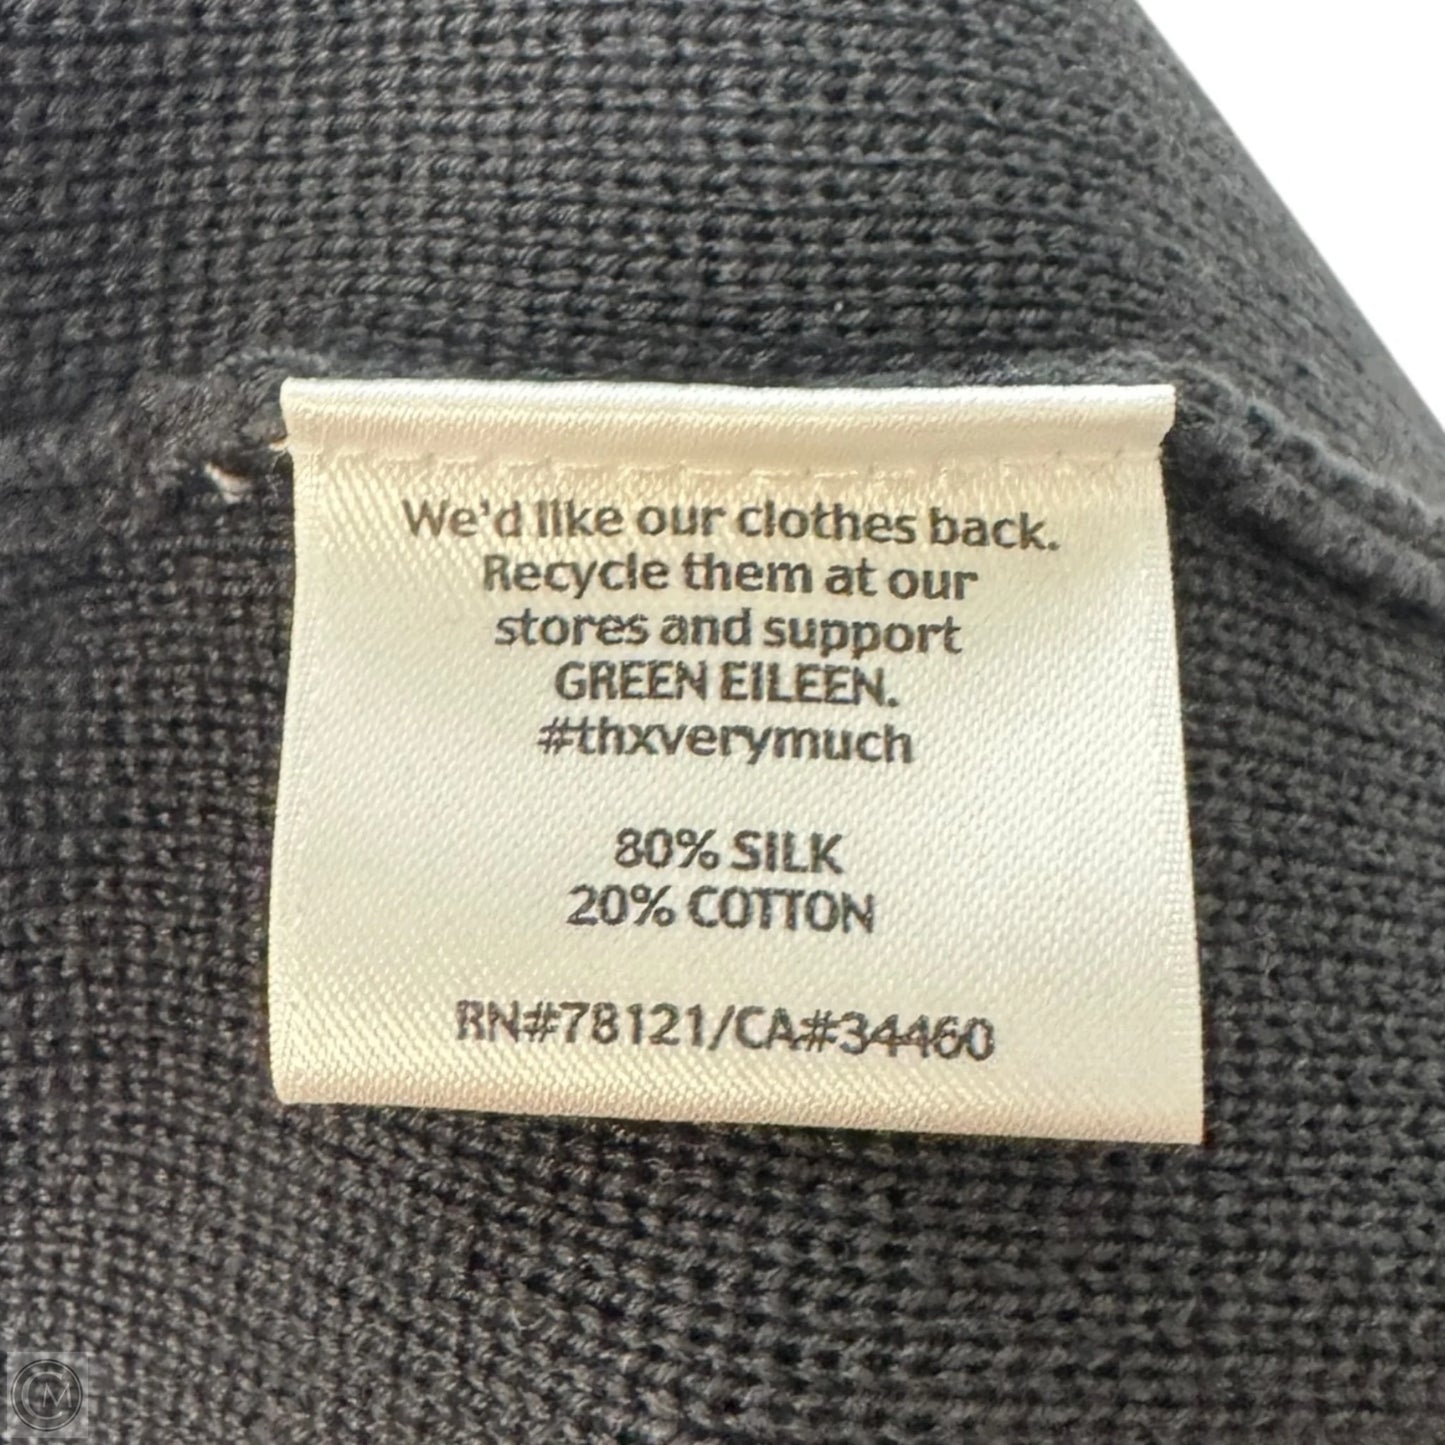 We'd like our clothes back.
Recycle them at our
stores and support
GREEN EILEEN.
#thxverymuch
80% SILK
20% COTTON
RN#78121/CA#34460
CM